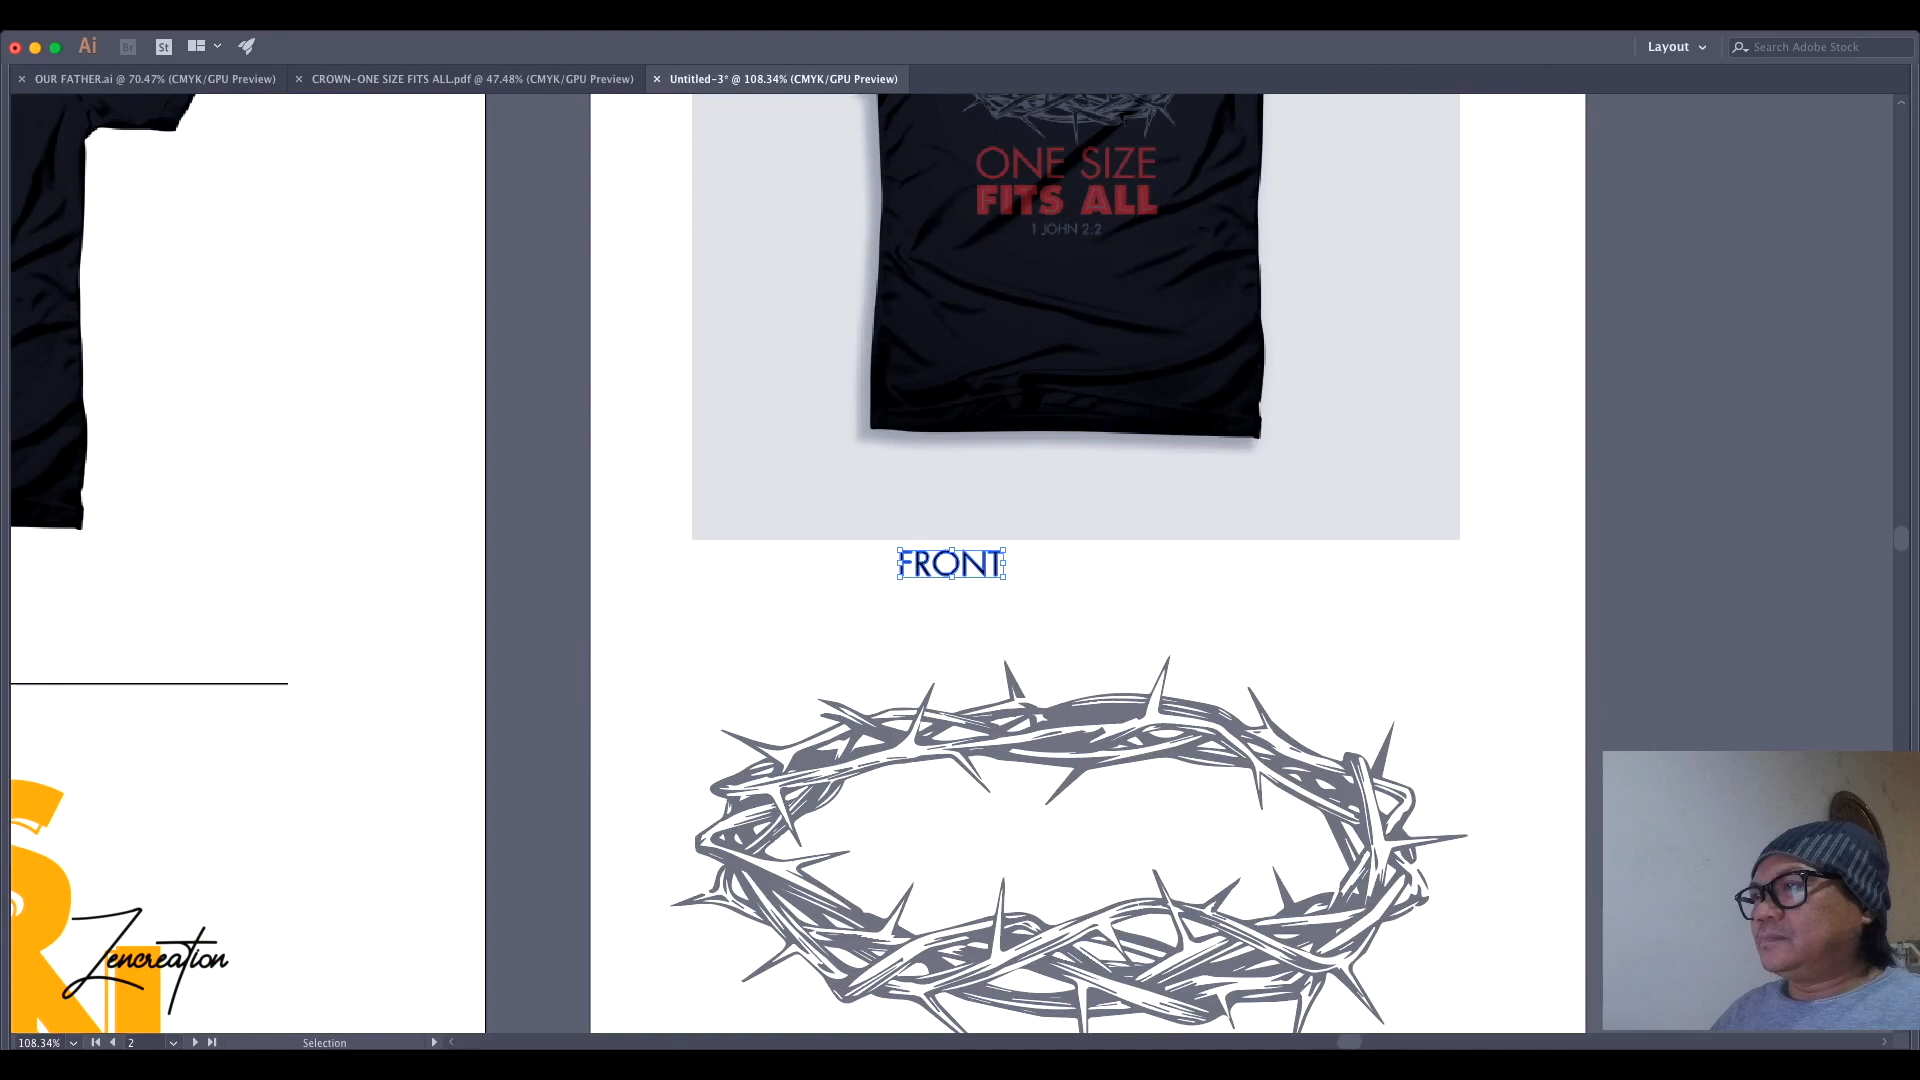 Ai
Br
St
Layout
Search Adobe Stock
OUR FATHER.ai @ 70.47% (CMYK/GPU Preview)
CROWN-ONE SIZE FITS ALL.pdf @ 47.48% (CMYK/GPU Preview)
Untitled-3* @ 108.34% (CMYK/GPU Preview)
ONE SIZE
FITS ALL
1 JOHN 2:2
FRONT
Zencreation
108.34%
2
Selection